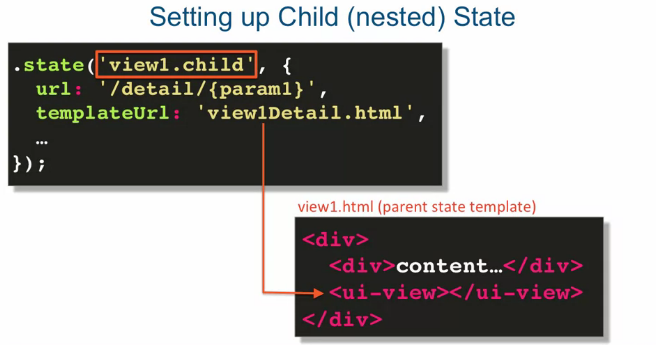 Setting up Child (nested) State
.state('view1.child', {
url: '/detail/{param1}',
templateUrl: 'view1Detail.html',
…
});
view1.html (parent state template)
<div>
<div>content…</div>
<ui-view></ui-view>
</div>